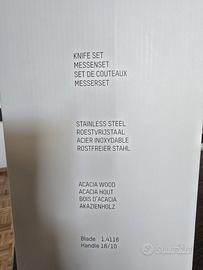 KNIFE SET
MESSENSET
SET DE COUTEAUX
MESSERSET
STAINLESS STEEL
ROESTVRIJSTAAL
ACIER INOXYDABLE
ROSTFREIER STAHL
ACACIA WOOD
ACACIA HOUT
BOIS D'ACACIA
AKAZIENHOLZ
Blade : 1.4116
Handle 18/10
subito